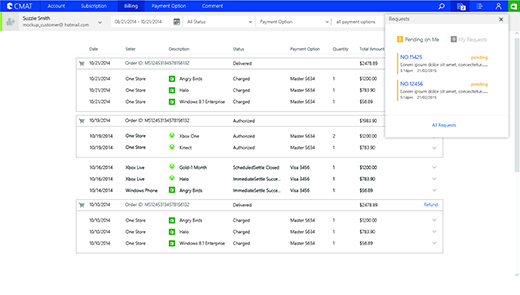 CMAT Account Subscription Billing Payment Option Comment
Suzzie Smith
mockup_customer@hotmail.com
08/21/2014 - 10/21/2014 All Status Payment Option all payment options
Requests
Pending on Me My Requests
NO:f1425 pending
Lorem ipsum dolor sit amet, consectetur.....
5:14pm 21/02/2015
NO:12456 pending
Lorem ipsum dolor sit amet, consectetur.....
5:14pm 21/02/2015
All Requests
Date Seller Description Status Payment Option Quantity Total Amount
10/21/2014 Order ID: MS12453134578156132 Delivered $2478.89
10/21/2014 One Store Angry Birds Charged Master 5634 1 $1200.00
10/21/2014 One Store Halo Charged Master 5634 1 $783.90
10/21/2014 One Store Windows 8.1 Enterprise Charged Master 5634 1 $56.89
10/19/2014 Order ID: MS12453134578156132 Authorized $1983.90
10/19/2014 One Store Xbox One Authorized Master 5634 2 $1200.00
10/19/2014 One Store Kinect Authorized Master 5634 1 $783.90
10/16/2014 Xbox Live Gold-1 Month ScheduledSettle Closed Visa 3456 1 $1200.00
10/16/2014 Xbox Live Halo ImmediateSettle Succe... Visa 3456 1 $783.90
10/14/2014 Windows Phone Angry Birds ImmediateSettle Succe... Visa 3456 1 $56.89
10/10/2014 Order ID: MS12453134578156132 Delivered $2478.89 Refund
10/10/2014 One Store Angry Birds Charged Master 5634 1 $1200.00
10/10/2014 One Store Halo Charged Master 5634 1 $783.90
10/10/2014 One Store Windows 8.1 Enterprise Charged Master 5634 1 $56.89